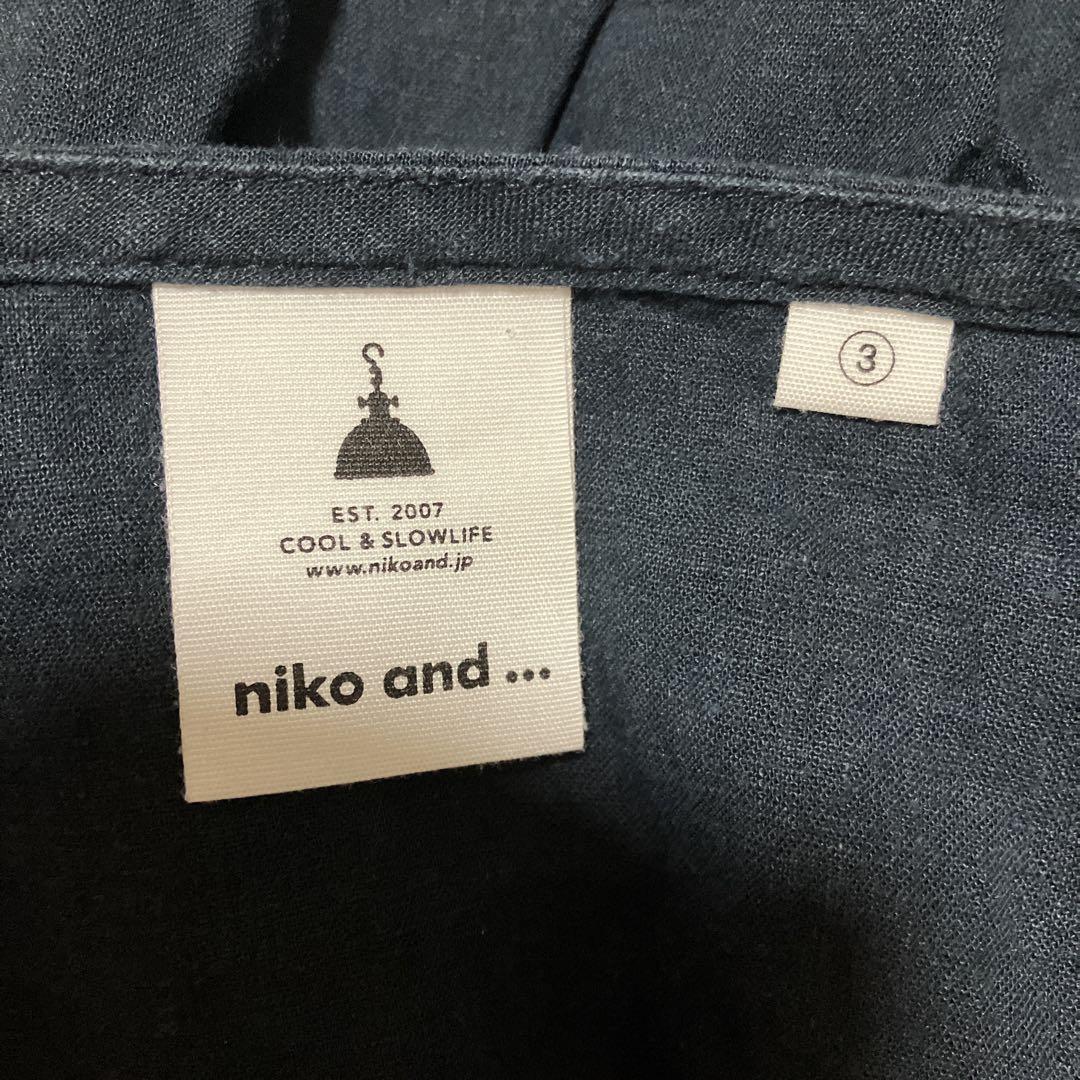 EST. 2007
COOL & SLOWLIFE
www.nikoand.jp
niko and ...
③